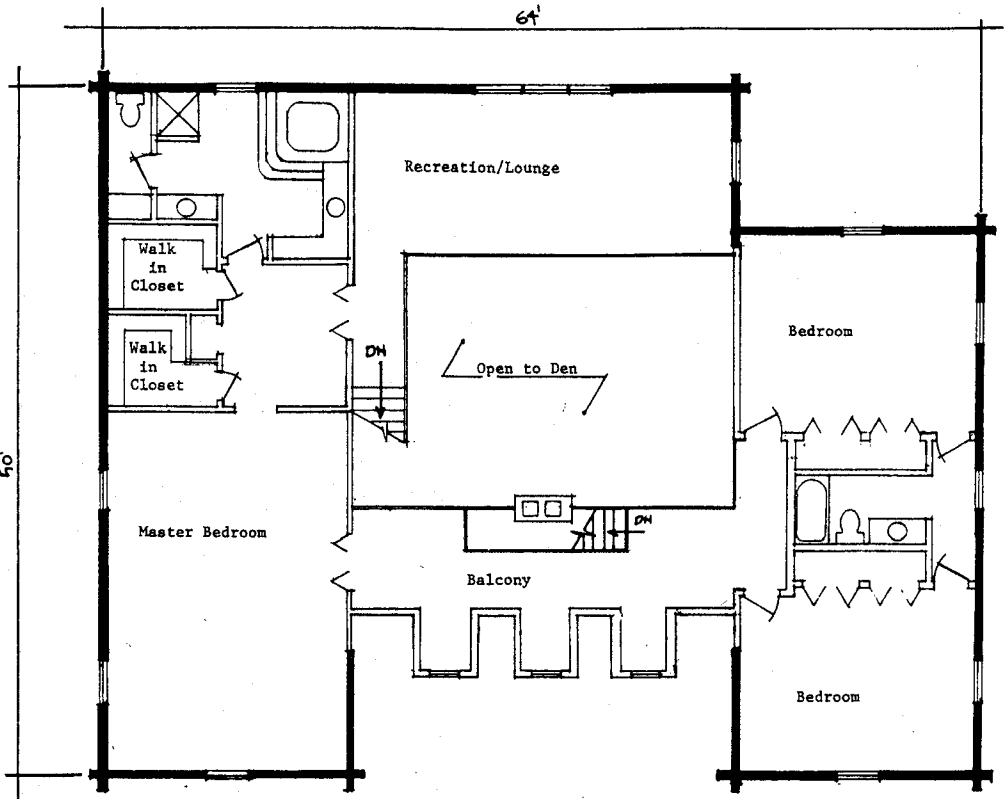 64'
Recreation/Lounge
Walk
in
Closet
Bedroom
DN
Walk
in
Closet
Open to Den
50'
Master Bedroom
DN
Balcony
Bedroom